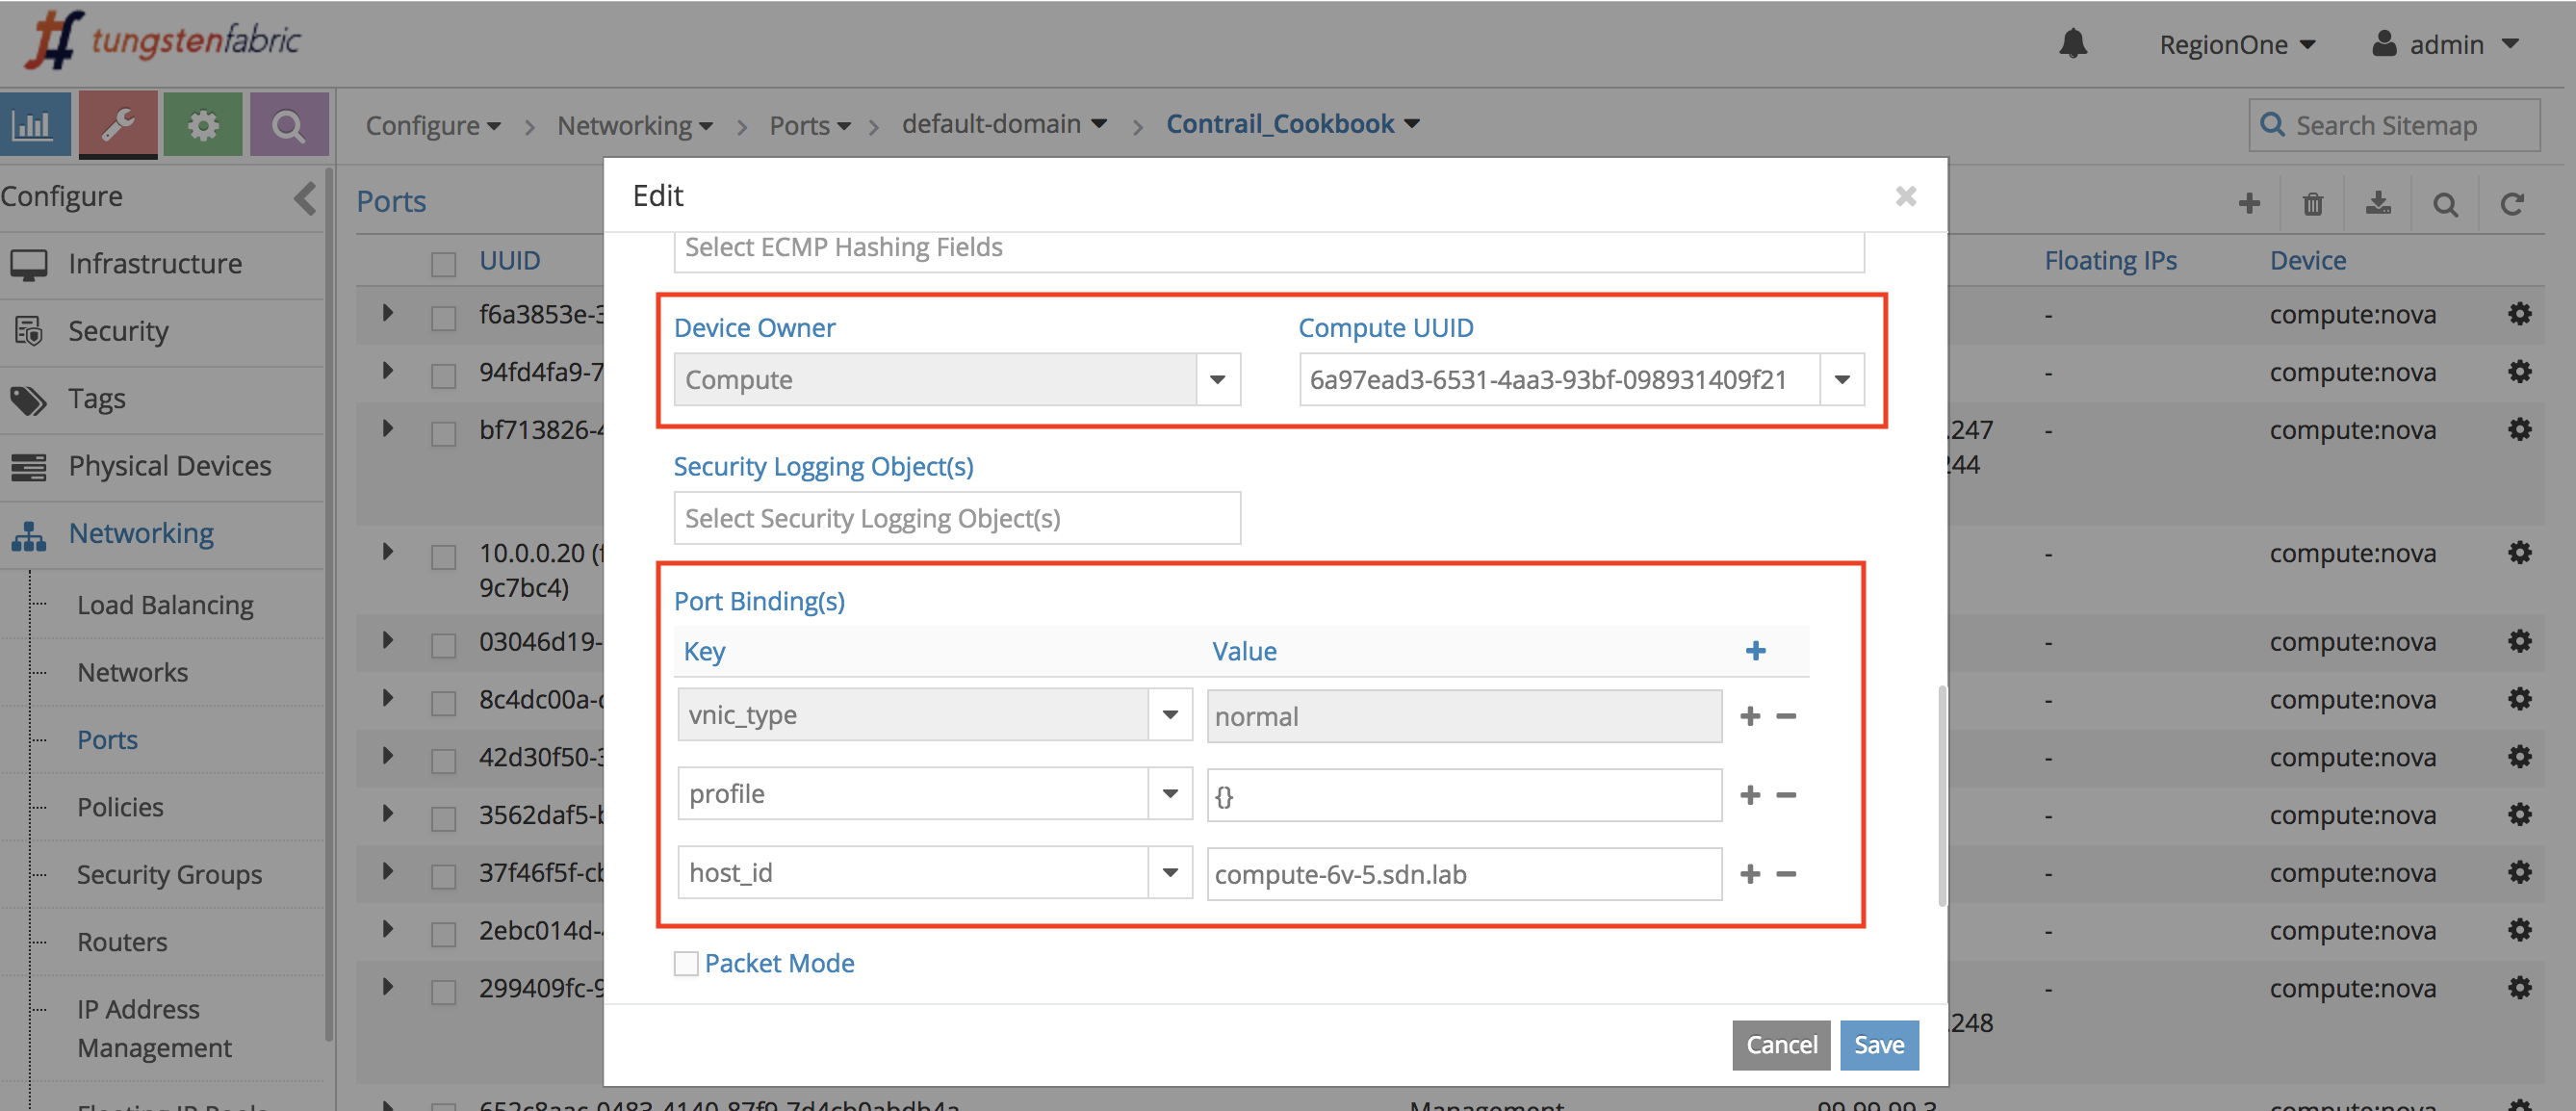 tungstenfabric
RegionOne
admin
Configure > Networking > Ports > default-domain > Contrail_Cookbook
Search Sitemap
Configure
Infrastructure
Security
Tags
Physical Devices
Networking
Load Balancing
Networks
Ports
Policies
Security Groups
Routers
IP Address
Management
Ports
UUID
Floating IPs
Device
f6a3853e-3
-
compute:nova
94fd4fa9-7
-
compute:nova
bf713826-4
.247
-
compute:nova
244
10.0.0.20 (f
9c7bc4)
-
compute:nova
03046d19-
-
compute:nova
8c4dc00a-c
-
compute:nova
42d30f50-3
-
compute:nova
3562daf5-b
-
compute:nova
37f46f5f-cb
-
compute:nova
2ebc014d-4
-
compute:nova
299409fc-9
-
compute:nova
.248
Edit
Select ECMP Hashing Fields
Device Owner
Compute UUID
Compute
6a97ead3-6531-4aa3-93bf-098931409f21
Security Logging Object(s)
Select Security Logging Object(s)
Port Binding(s)
Key
Value
vnic_type
normal
profile
{}
host_id
compute-6v-5.sdn.lab
Packet Mode
Cancel
Save